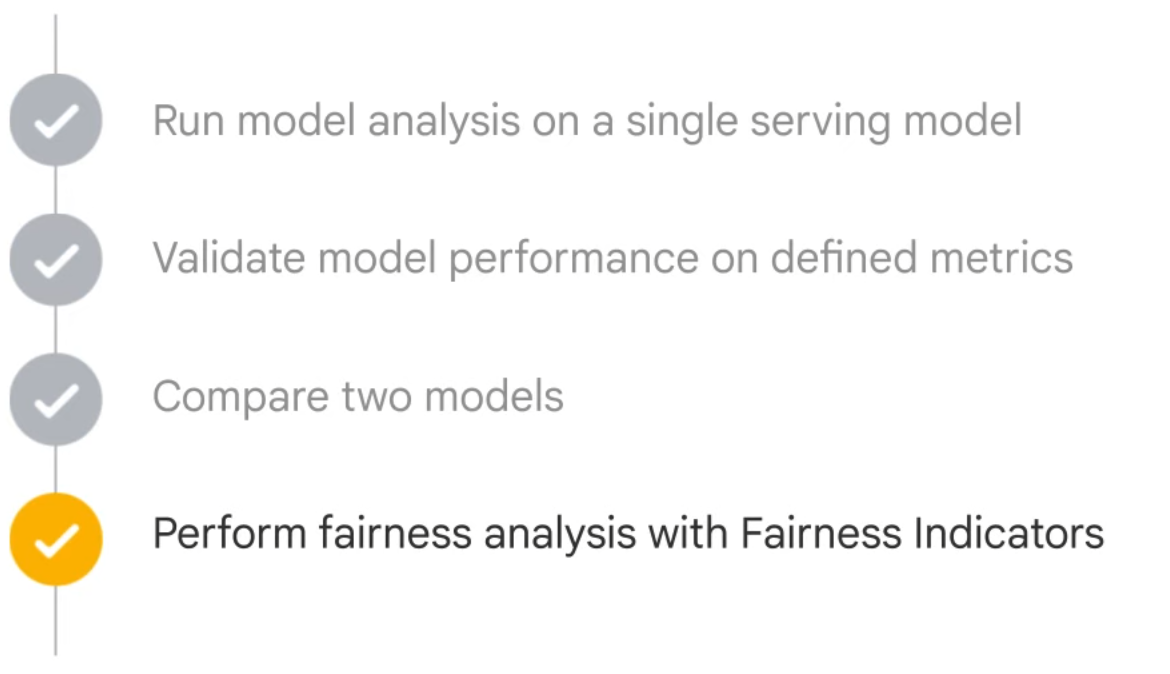 Run model analysis on a single serving model
Validate model performance on defined metrics
Compare two models
Perform fairness analysis with Fairness Indicators